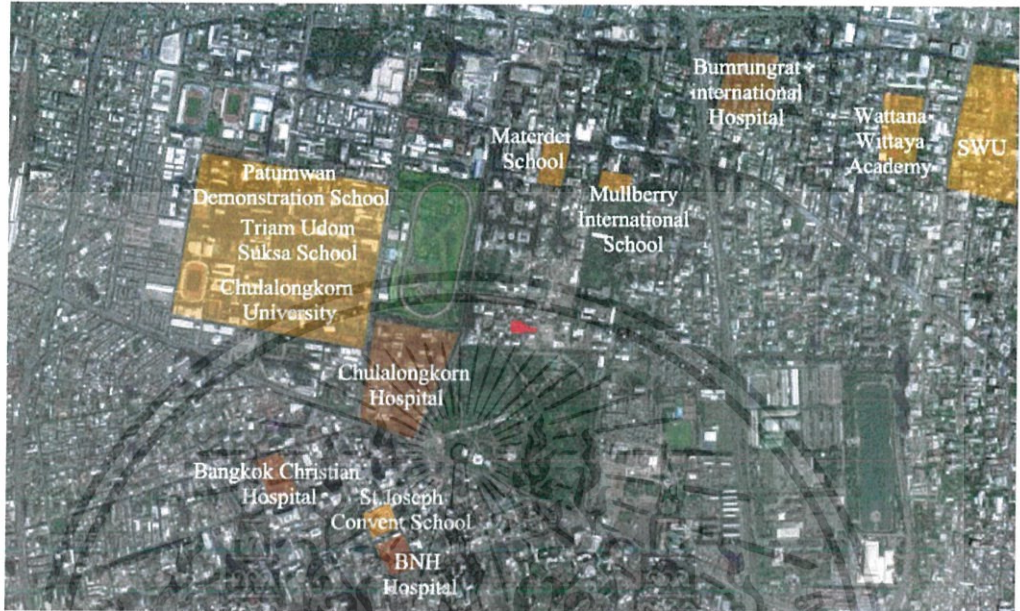 Bumrungrat
international
Hospital
Wattana
Wittaya
Academy
SWU
Materdei
School
Mullberry
International
School
Patumwan
Demonstration School
Triam Udom
Suksa School
Chulalongkorn
University
Chulalongkorn
Hospital
Bangkok Christian
Hospital
St.Joseph
Convent School
BNH
Hospital